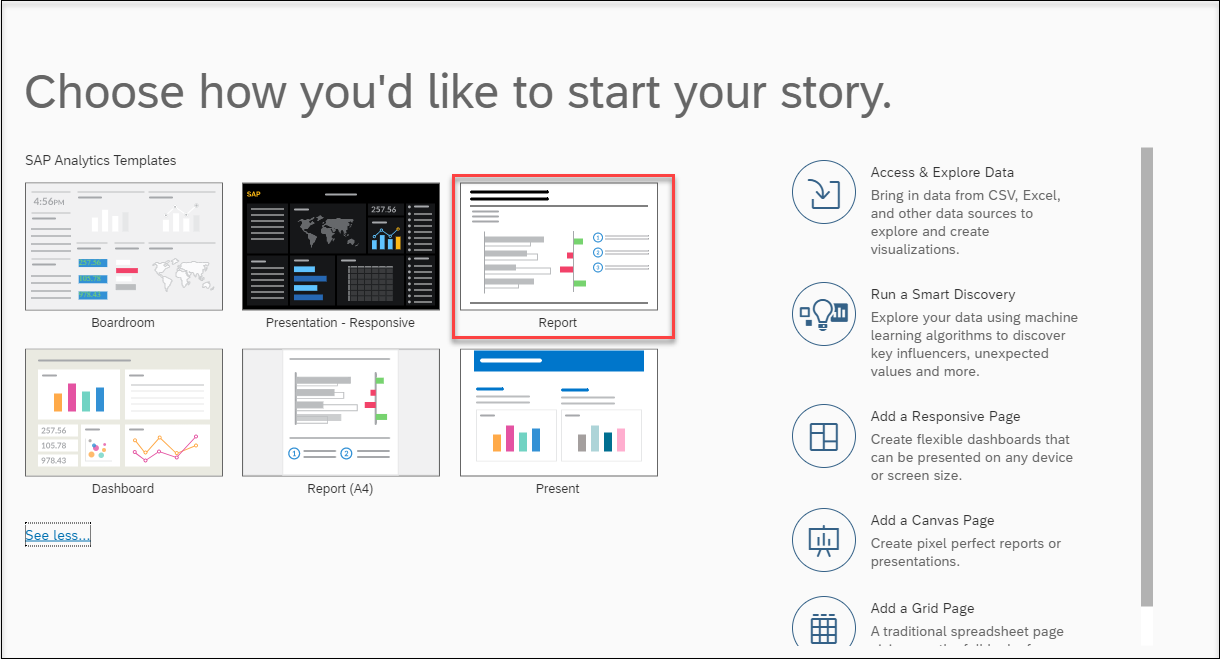 Choose how you'd like to start your story.
SAP Analytics Templates
4:56PM
257.56
105.78
978.43
Boardroom
SAP
257.56
Presentation - Responsive
1
2
3
Report
257.56
105.78
978.43
Dashboard
1
2
Report (A4)
Present
See less...
Access & Explore Data
Bring in data from CSV, Excel,
and other data sources to
explore and create
visualizations.
Run a Smart Discovery
Explore your data using machine
learning algorithms to discover
key influencers, unexpected
values and more.
Add a Responsive Page
Create flexible dashboards that
can be presented on any device
or screen size.
Add a Canvas Page
Create pixel perfect reports or
presentations.
Add a Grid Page
A traditional spreadsheet page